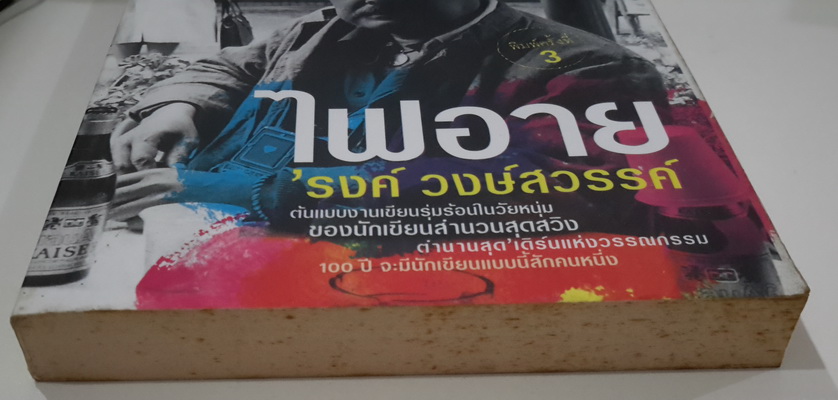 พิมพ์ครั้งที่
3
ไพอาย
'รงค์ วงษ์สวรรค์
ต้นแบบงานเขียนรุ่มร้อนในวัยหนุ่ม
ของนักเขียนสำนวนสุดสวิง
ตำนานสุด'เดิร์นแห่งวรรณกรรม
100 ปี จะมีนักเขียนแบบนี้สักคนหนึ่ง